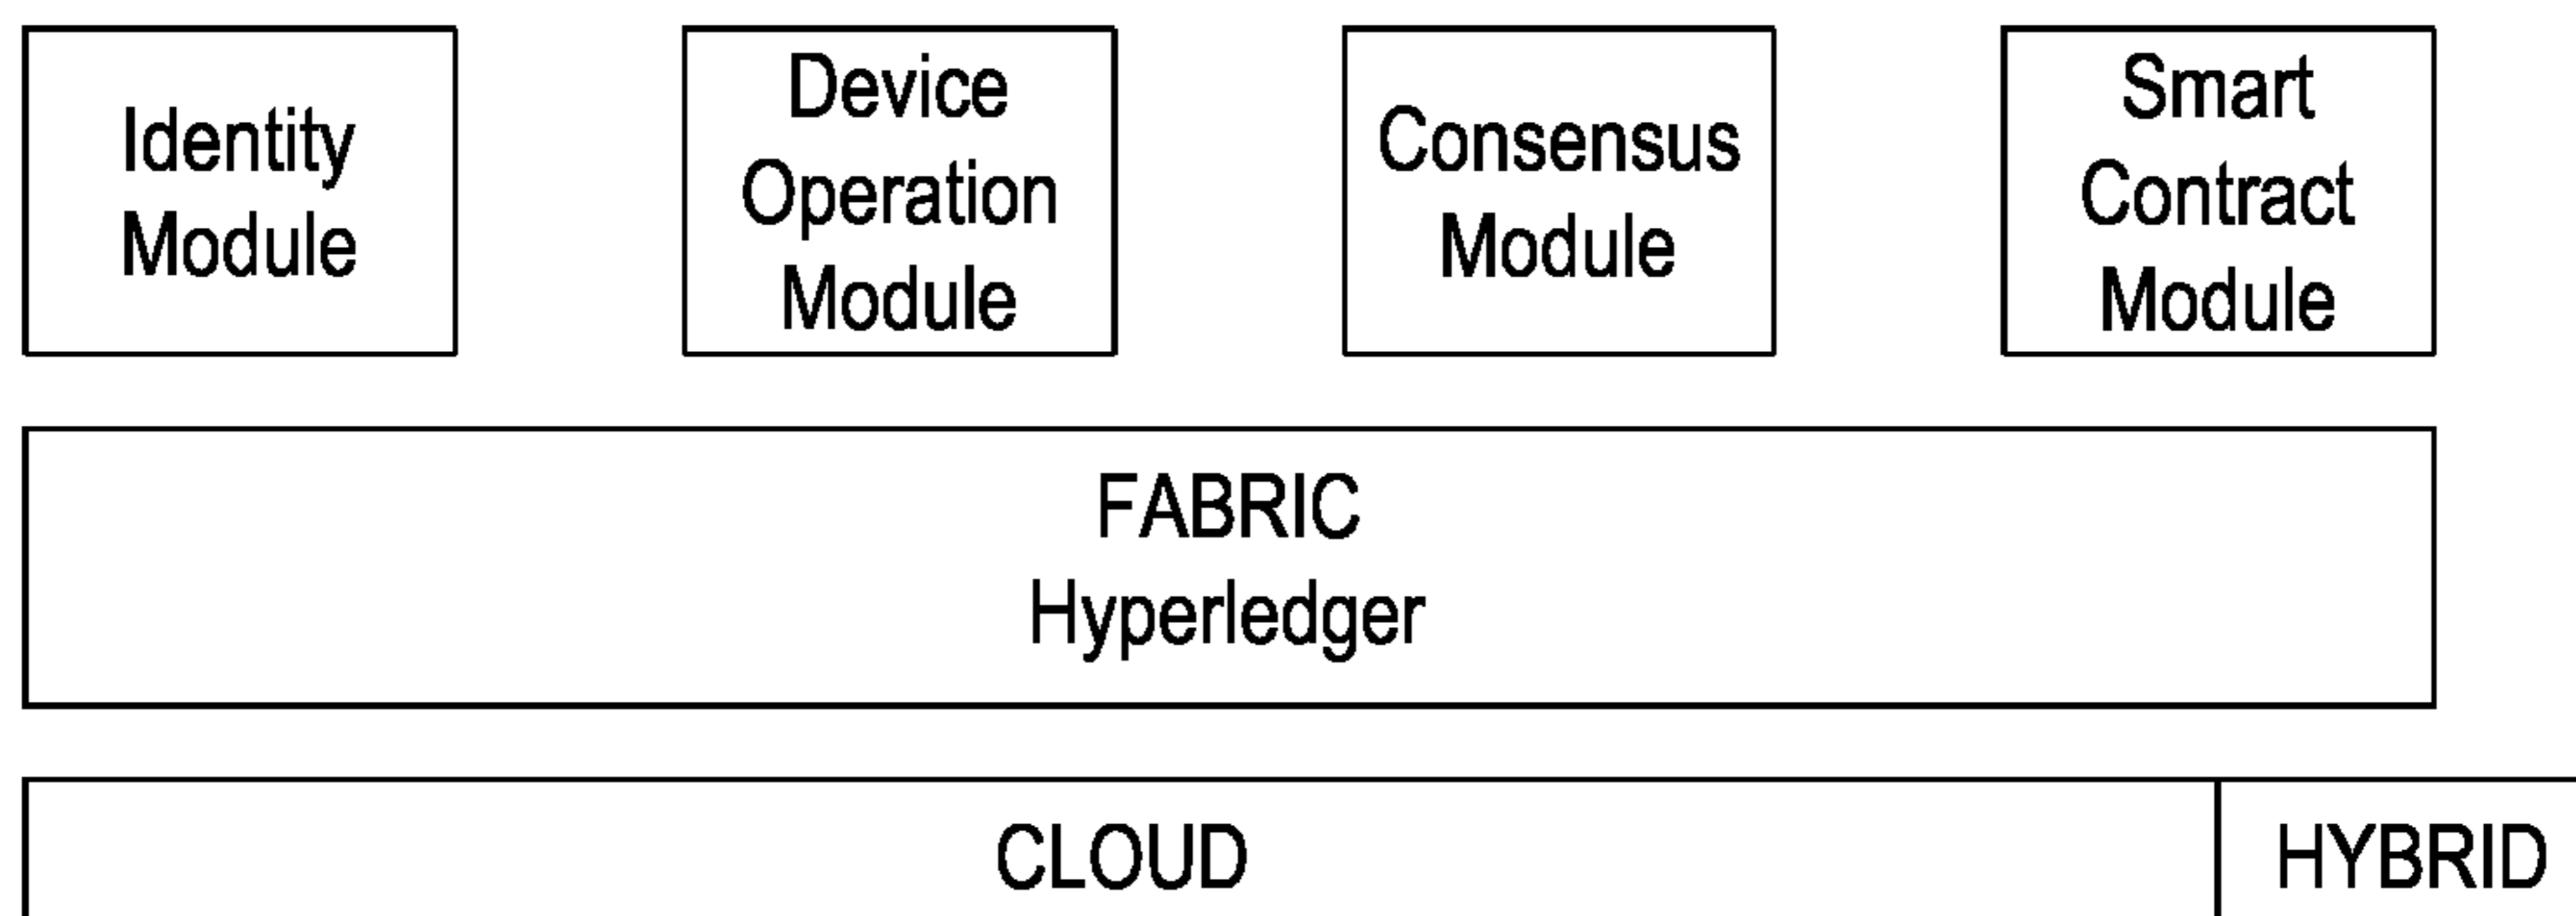 Identity
Module
Device
Operation
Module
Consensus
Module
Smart
Contract
Module
FABRIC
Hyperledger
CLOUD
HYBRID